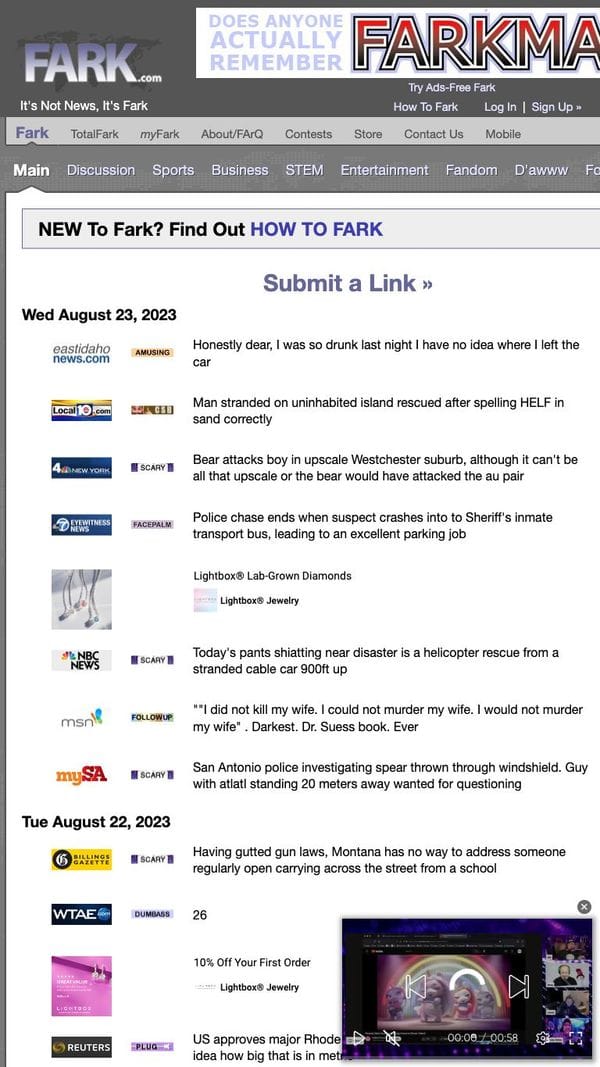 DOES ANYONE
ACTUALLY
REMEMBER
FARKMA
FARK.com
Try Ads-Free Fark
It's Not News, It's Fark
How To Fark Log In | Sign Up »
Fark TotalFark myFark About/FArQ Contests Store Contact Us Mobile
Main Discussion Sports Business STEM Entertainment Fandom D'awww Fo
NEW To Fark? Find Out HOW TO FARK
Submit a Link »
Wed August 23, 2023
eastidaho
news.com
AMUSING
Honestly dear, I was so drunk last night I have no idea where I left the
car
Local10.com
Man stranded on uninhabited island rescued after spelling HELF in
sand correctly
4 NEW YORK
SCARY
Bear attacks boy in upscale Westchester suburb, although it can't be
all that upscale or the bear would have attacked the au pair
7 EYEWITNESS
NEWS
FACEPALM
Police chase ends when suspect crashes into to Sheriff's inmate
transport bus, leading to an excellent parking job
Lightbox® Lab-Grown Diamonds
Lightbox® Jewelry
NBC
NEWS
SCARY
Today's pants shiatting near disaster is a helicopter rescue from a
stranded cable car 900ft up
msn
FOLLOWUP
""I did not kill my wife. I could not murder my wife. I would not murder
my wife" . Darkest. Dr. Suess book. Ever
mySA
SCARY
San Antonio police investigating spear thrown through windshield. Guy
with atlatl standing 20 meters away wanted for questioning
Tue August 22, 2023
BILLINGS
GAZETTE
SCARY
Having gutted gun laws, Montana has no way to address someone
regularly open carrying across the street from a school
WTAE.com
DUMBASS
26
10% Off Your First Order
GREAT VALUE
LIGHTBOX
Lightbox® Jewelry
REUTERS
PLUG
US approves major Rhode
idea how big that is in metr
00:00 / 00:58